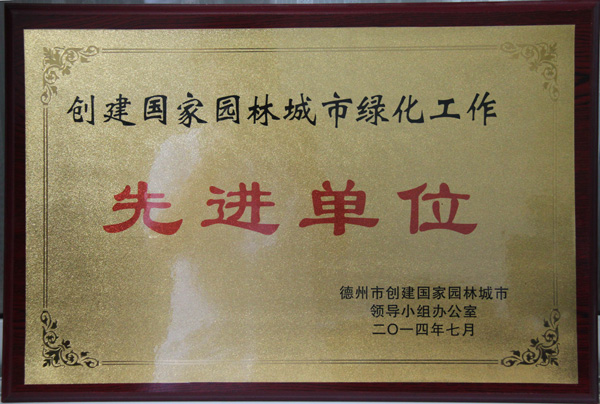 创建国家园林城市绿化工作
先进单位
德州市创建国家园林城市
领导小组办公室
二〇一四年七月